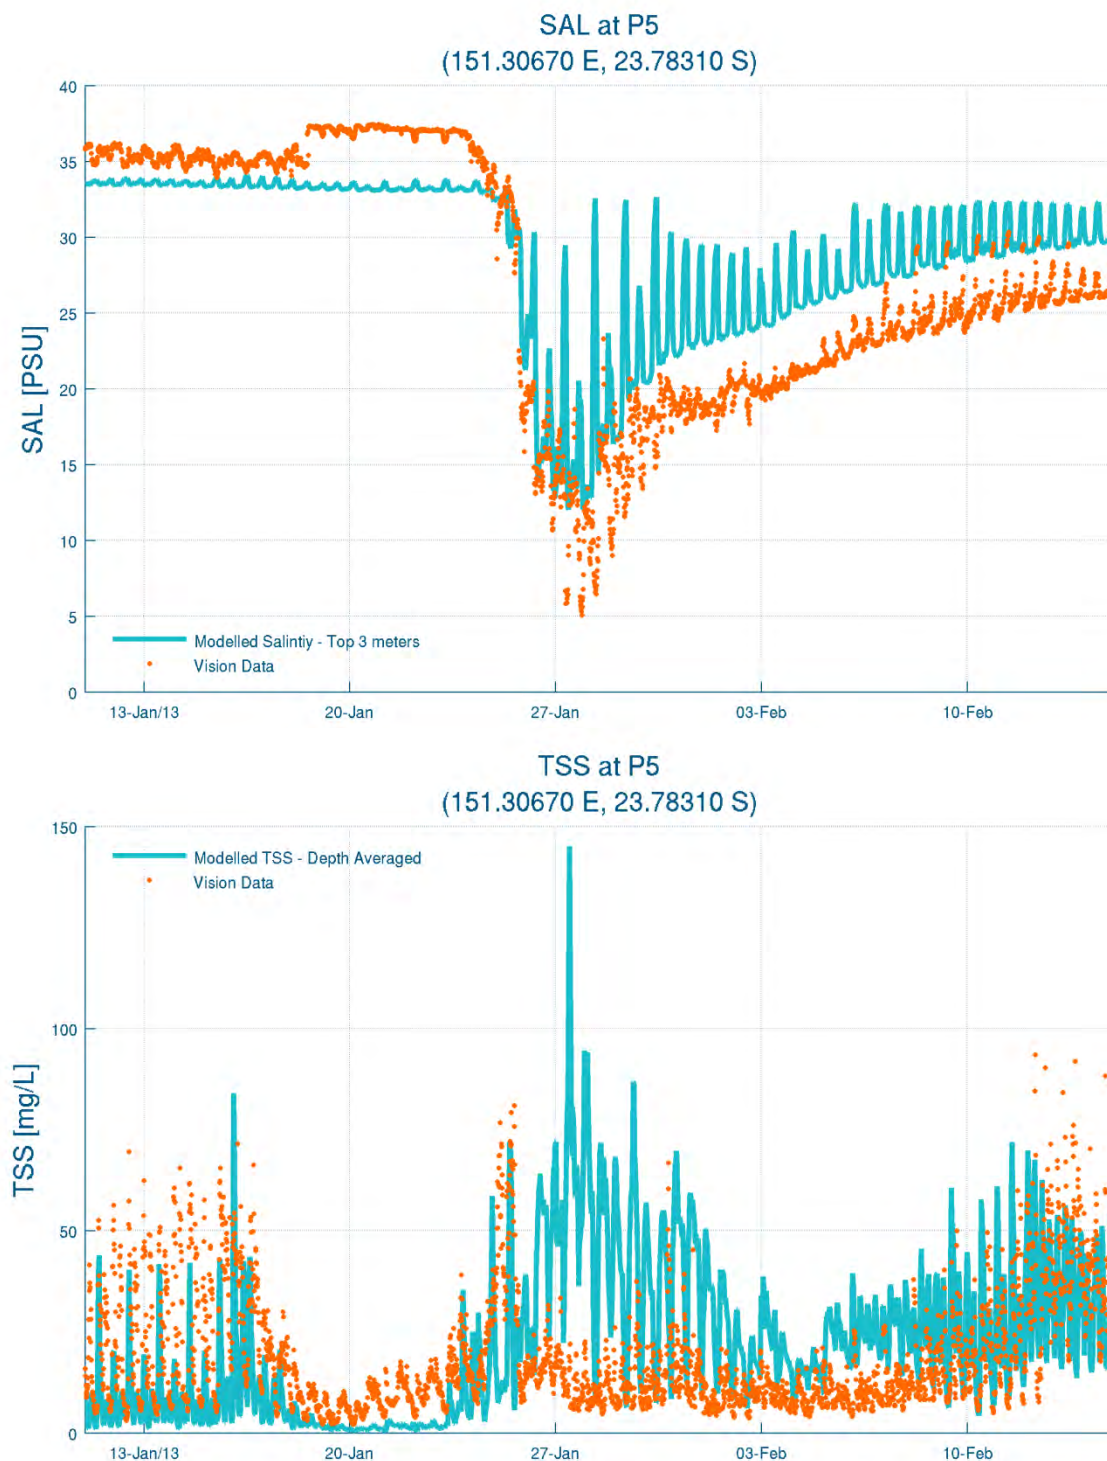 SAL at P5
(151.30670 E, 23.78310 S)
40
35
30
25
20
15
10
5
0
SAL [PSU]
Modelled Salintiy - Top 3 meters
Vision Data
13-Jan/13
20-Jan
27-Jan
03-Feb
10-Feb
TSS at P5
(151.30670 E, 23.78310 S)
150
100
50
0
TSS [mg/L]
Modelled TSS - Depth Averaged
Vision Data
13-Jan/13
20-Jan
27-Jan
03-Feb
10-Feb